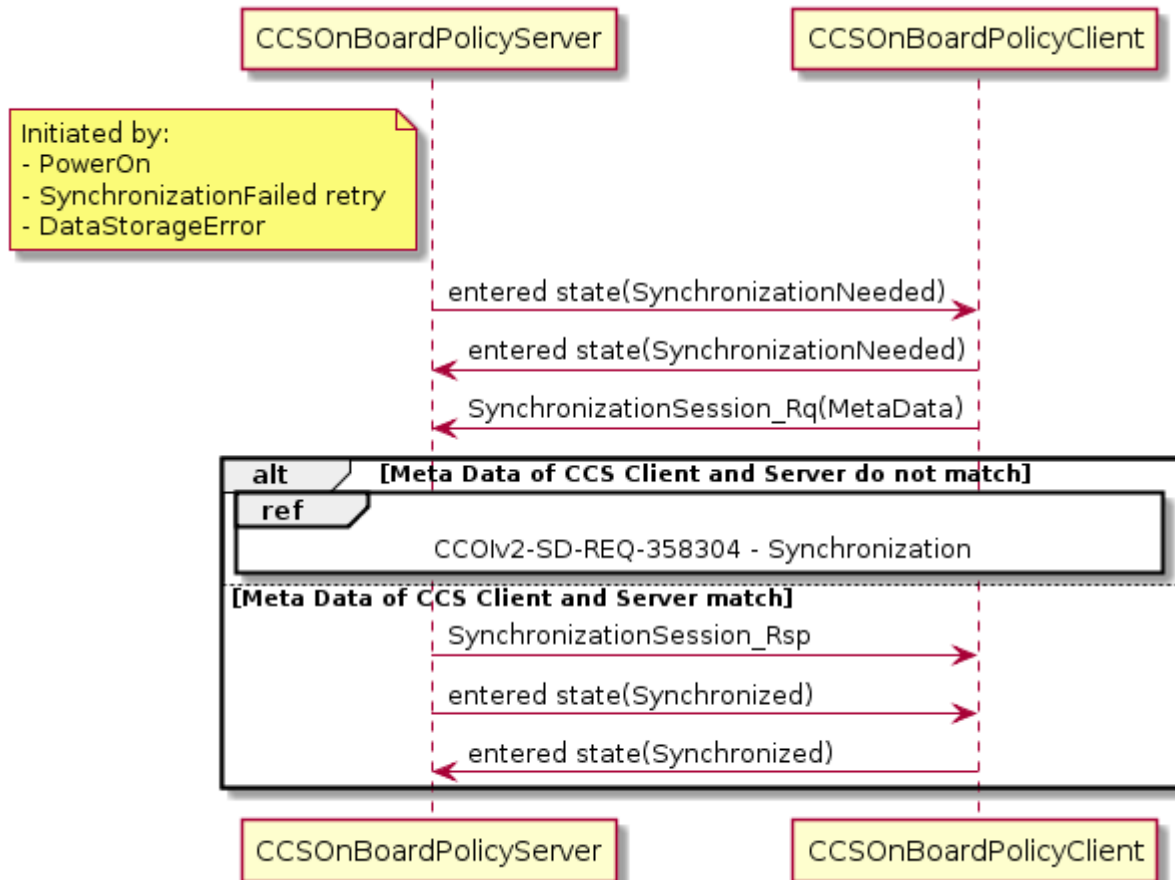 CCSOnBoardPolicyServer
CCSOnBoardPolicyClient
Initiated by:
- PowerOn
- SynchronizationFailed retry
- DataStorageError
entered state(SynchronizationNeeded)
entered state(SynchronizationNeeded)
SynchronizationSession_Rq(MetaData)
alt [Meta Data of CCS Client and Server do not match]
ref
CCOIv2-SD-REQ-358304 - Synchronization
[Meta Data of CCS Client and Server match]
SynchronizationSession_Rsp
entered state(Synchronized)
entered state(Synchronized)
CCSOnBoardPolicyServer
CCSOnBoardPolicyClient